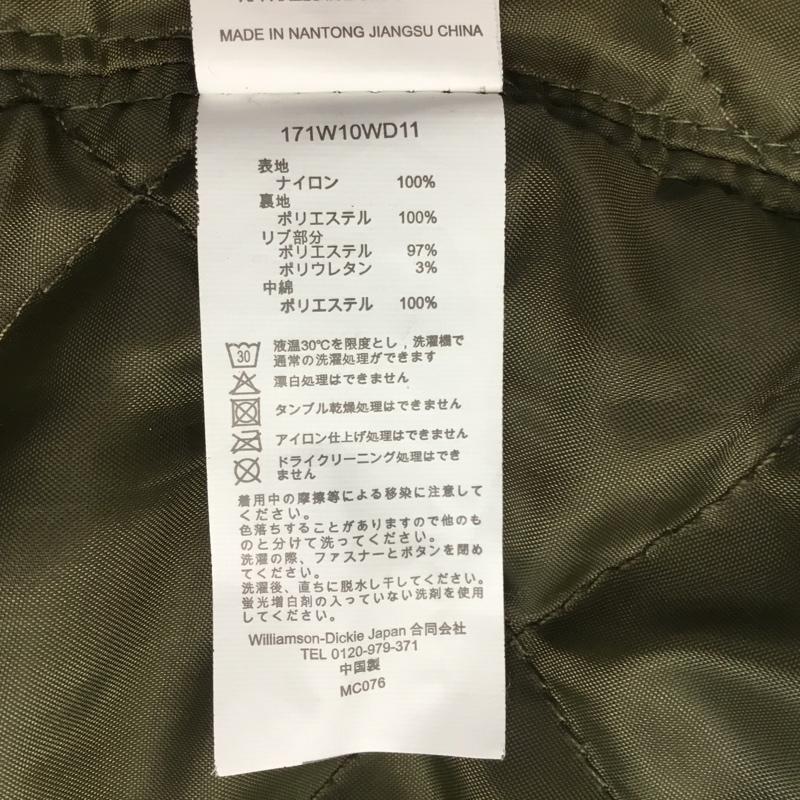 MADE IN NANTONG JIANGSU CHINA
171W10WD11
表地
ナイロン 100%
裏地
ポリエステル 100%
リブ部分
ポリエステル 97%
ポリウレタン 3%
中綿
ポリエステル 100%
30 液温30℃を限度とし，洗濯機で
通常の洗濯処理ができます
漂白処理はできません
タンブル乾燥処理はできません
アイロン仕上げ処理はできません
ドライクリーニング処理はでき
ません
着用中の摩擦等による移染に注意して
ください。
色落ちすることがありますので他のも
のと分けて洗ってください。
洗濯の際、ファスナーとボタンを閉め
てください。
洗濯後、直ちに脱水し干してください。
蛍光増白剤の入っていない洗剤を使用
してください。
Williamson-Dickie Japan 合同会社
TEL 0120-979-371
中国製
MC076